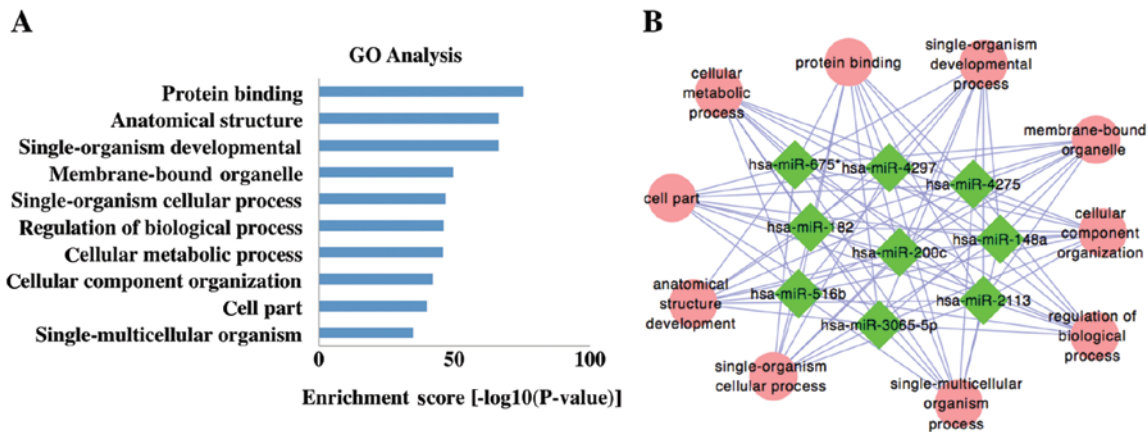 A
GO Analysis
Protein binding
Anatomical structure
Single-organism developmental
Membrane-bound organelle
Single-organism cellular process
Regulation of biological process
Cellular metabolic process
Cellular component organization
Cell part
Single-multicellular organism
0
50
100
Enrichment score [-log10(P-value)]
B
single-organism
developmental
process
protein binding
cellular
metabolic
process
membrane-bound
organelle
hsa-miR-675*
hsa-miR-4297
hsa-miR-4275
cell part
hsa-miR-182
hsa-miR-200c
hsa-miR-148a
cellular
component
organization
anatomical
structure
development
hsa-miR-516b
hsa-miR-3065-5p
hsa-miR-2113
regulation of
biological
process
single-organism
cellular process
single-multicellular
organism
process